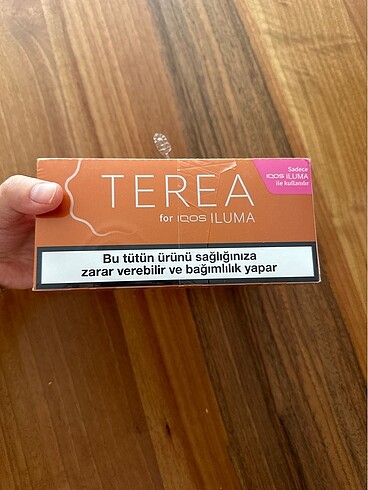 TEREA
for IQOS ILUMA
Sadece
IQOS ILUMA
ile kullanılır
Bu tütün ürünü sağlığınıza
zarar verebilir ve bağımlılık yapar